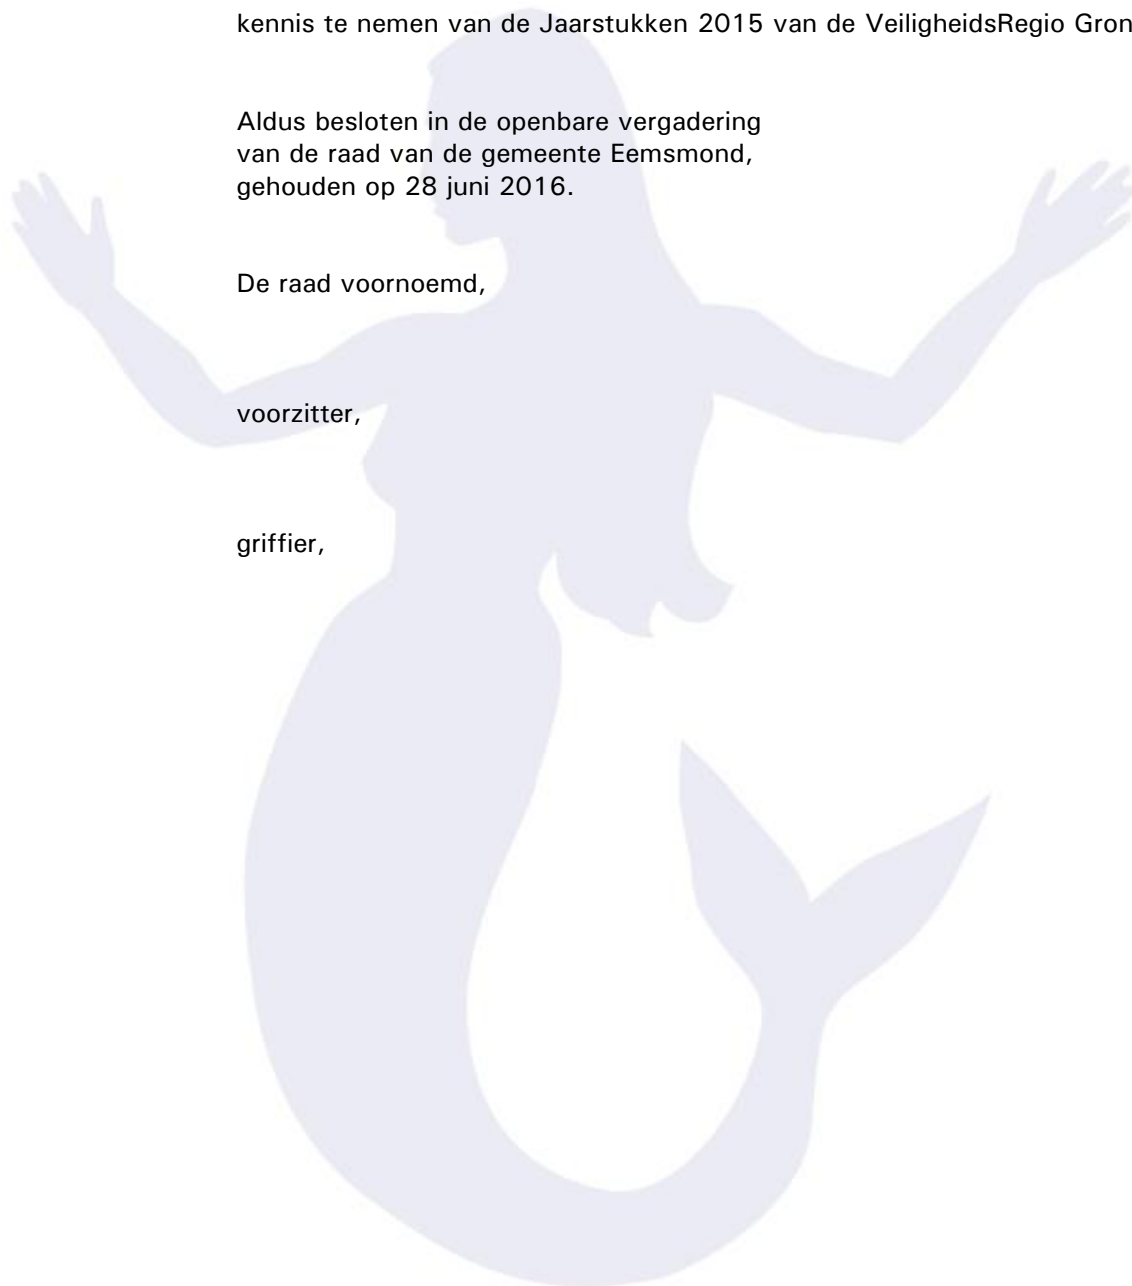 kennis te nemen van de Jaarstukken 2015 van de VeiligheidsRegio Gron
Aldus besloten in de openbare vergadering
van de raad van de gemeente Eemsmond,
gehouden op 28 juni 2016.
De raad voornoemd,
voorzitter,
griffier,